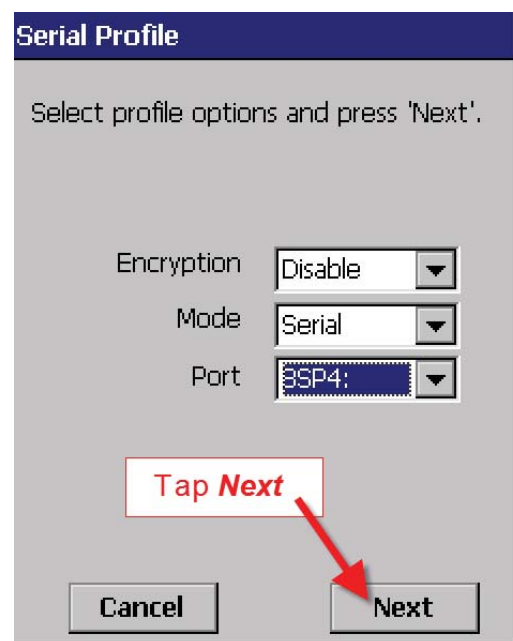 Serial Profile
Select profile options and press 'Next'.
Encryption Disable
Mode Serial
Port BSP4:
Tap Next
Cancel Next